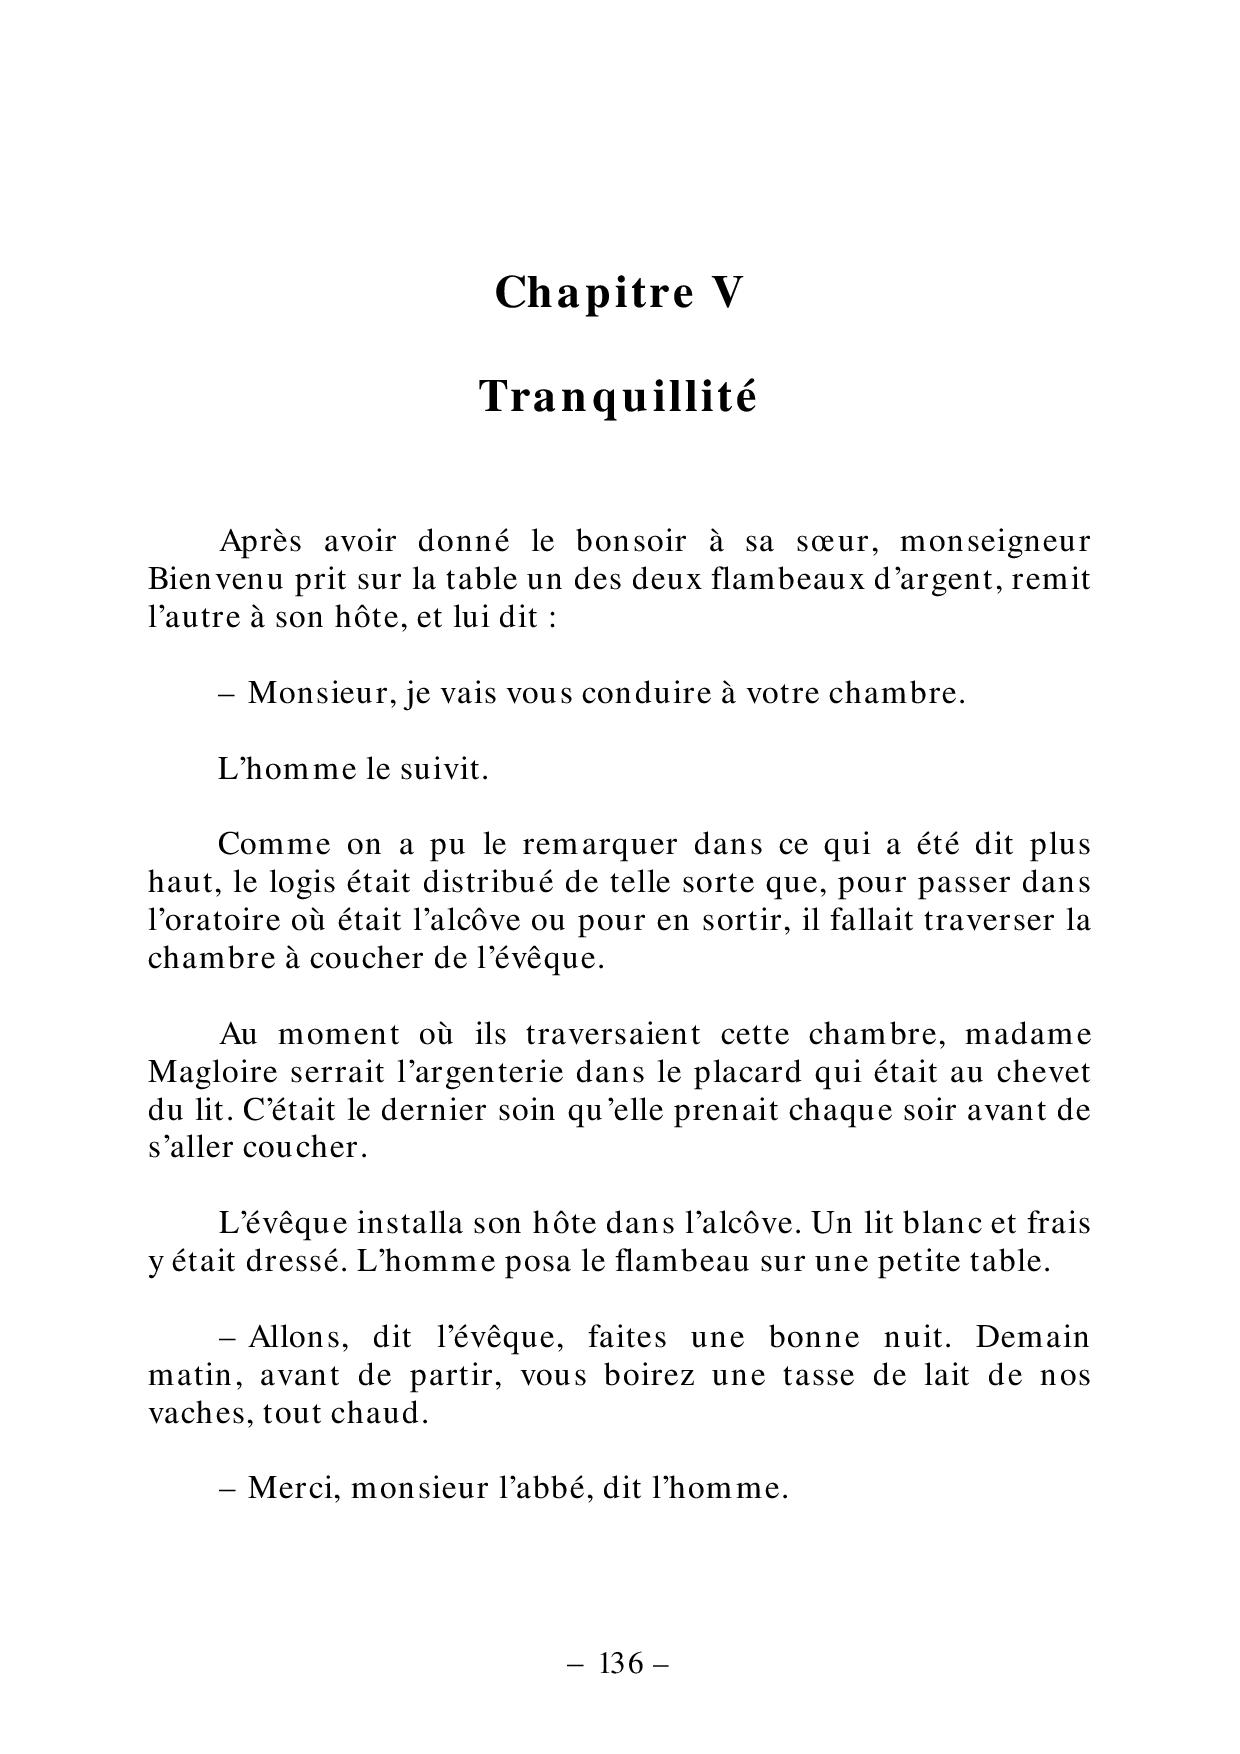 Chapitre V
Tranquillité
Après avoir donné le bonsoir à sa sœur, monseigneur
Bienvenu prit sur la table un des deux flambeaux d’argent, remit
l’autre à son hôte, et lui dit :
– Monsieur, je vais vous conduire à votre chambre.
L’homme le suivit.
Comme on a pu le remarquer dans ce qui a été dit plus
haut, le logis était distribué de telle sorte que, pour passer dans
l’oratoire où était l’alcôve ou pour en sortir, il fallait traverser la
chambre à coucher de l’évêque.
Au moment où ils traversaient cette chambre, madame
Magloire serrait l’argenterie dans le placard qui était au chevet
du lit. C’était le dernier soin qu’elle prenait chaque soir avant de
s’aller coucher.
L’évêque installa son hôte dans l’alcôve. Un lit blanc et frais
y était dressé. L’homme posa le flambeau sur une petite table.
– Allons, dit l’évêque, faites une bonne nuit. Demain
matin, avant de partir, vous boirez une tasse de lait de nos
vaches, tout chaud.
– Merci, monsieur l’abbé, dit l’homme.
– 136 –